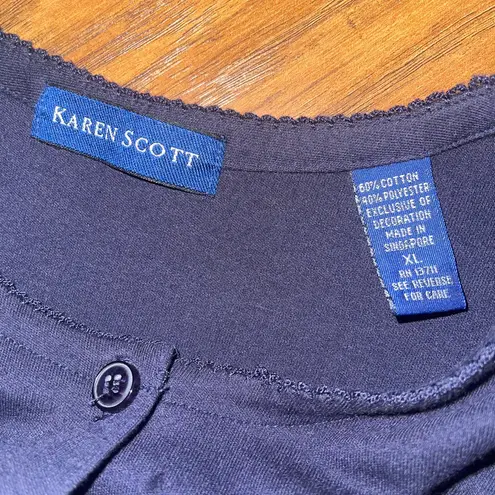 KAREN SCOTT
60% COTTON
40% POLYESTER
EXCLUSIVE OF
DECORATION
MADE IN
SINGAPORE
XL
RN 13711
SEE REVERSE
FOR CARE